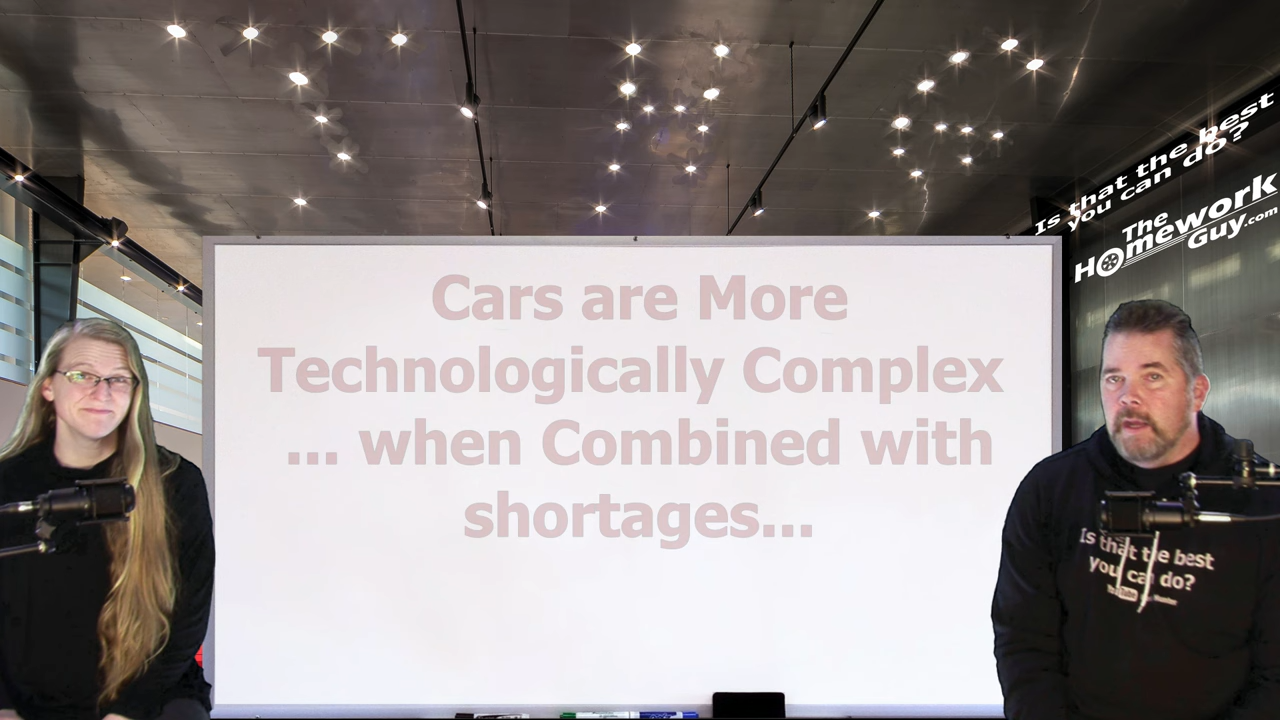 Is that the best
you can do?
The
Homework
Guy.com
Cars are More
Technologically Complex
... when Combined with
shortages...
Is that the best
you can do?